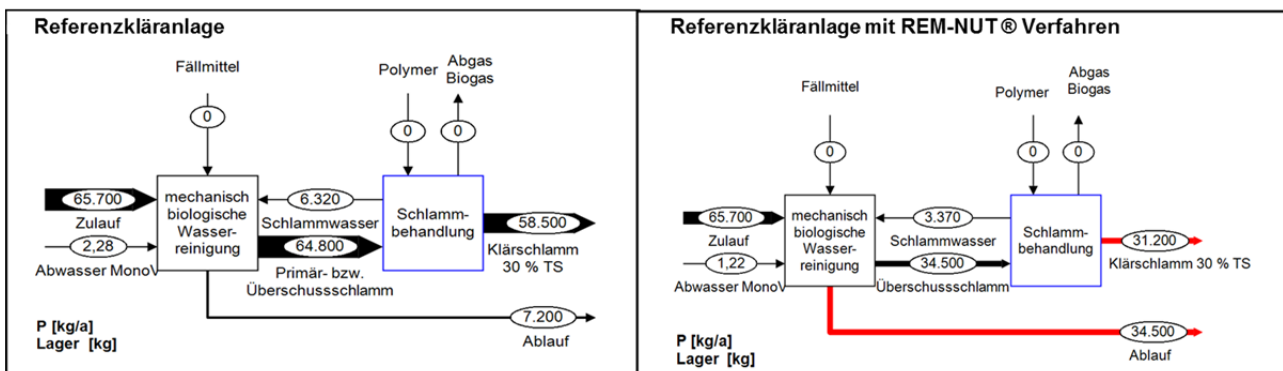 Referenzkläranlage
Fällmittel
Polymer
Abgas
Biogas
0
0
0
65.700
Zulauf
2,28
Abwasser MonoV
mechanisch
biologische
Wasser-
reinigung
6.320
Schlammwasser
64.800
Primär- bzw.
Überschussschlamm
Schlamm-
behandlung
58.500
Klärschlamm
30 % TS
7.200
Ablauf
P [kg/a]
Lager [kg]
Referenzkläranlage mit REM-NUT ® Verfahren
Fällmittel
Polymer
Abgas
Biogas
0
0
0
65.700
Zulauf
1,22
Abwasser MonoV
mechanisch
biologische
Wasser-
reinigung
3.370
Schlammwasser
34.500
Überschussschlamm
Schlamm-
behandlung
31.200
Klärschlamm 30 % TS
34.500
Ablauf
P [kg/a]
Lager [kg]